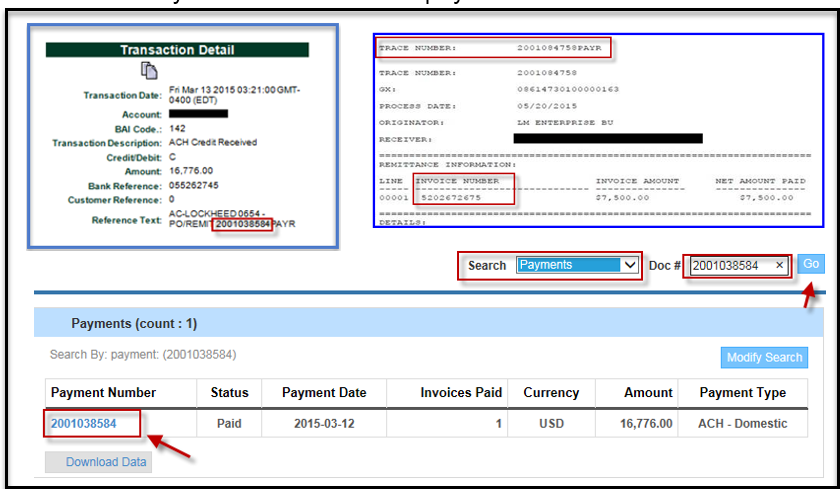 Transaction Detail
Transaction Date: Fri Mar 13 2015 03:21:00 GMT-
0400 (EDT)
Account:
BAI Code.: 142
Transaction Description: ACH Credit Received
Credit/Debit: C
Amount: 16,776.00
Bank Reference: 055262745
Customer Reference: 0
Reference Text: AC-LOCKHEED 0654 -
PO/REMIT 2001038584PAYR
TRACE NUMBER: 2001084758PAYR
TRACE NUMBER: 2001084758
GX: 08614730100000163
PROCESS DATE: 05/20/2015
ORIGINATOR: LM ENTERPRISE BU
RECEIVER:
REMITTANCE INFORMATION:
LINE INVOICE NUMBER INVOICE AMOUNT NET AMOUNT PAID
00001 5202672675 $7,500.00 $7,500.00
DETAILS:
Search Payments Doc # 2001038584 × Go
Payments (count : 1)
Search By: payment: (2001038584)
Modify Search
Payment Number Status Payment Date Invoices Paid Currency Amount Payment Type
2001038584 Paid 2015-03-12 1 USD 16,776.00 ACH - Domestic
Download Data